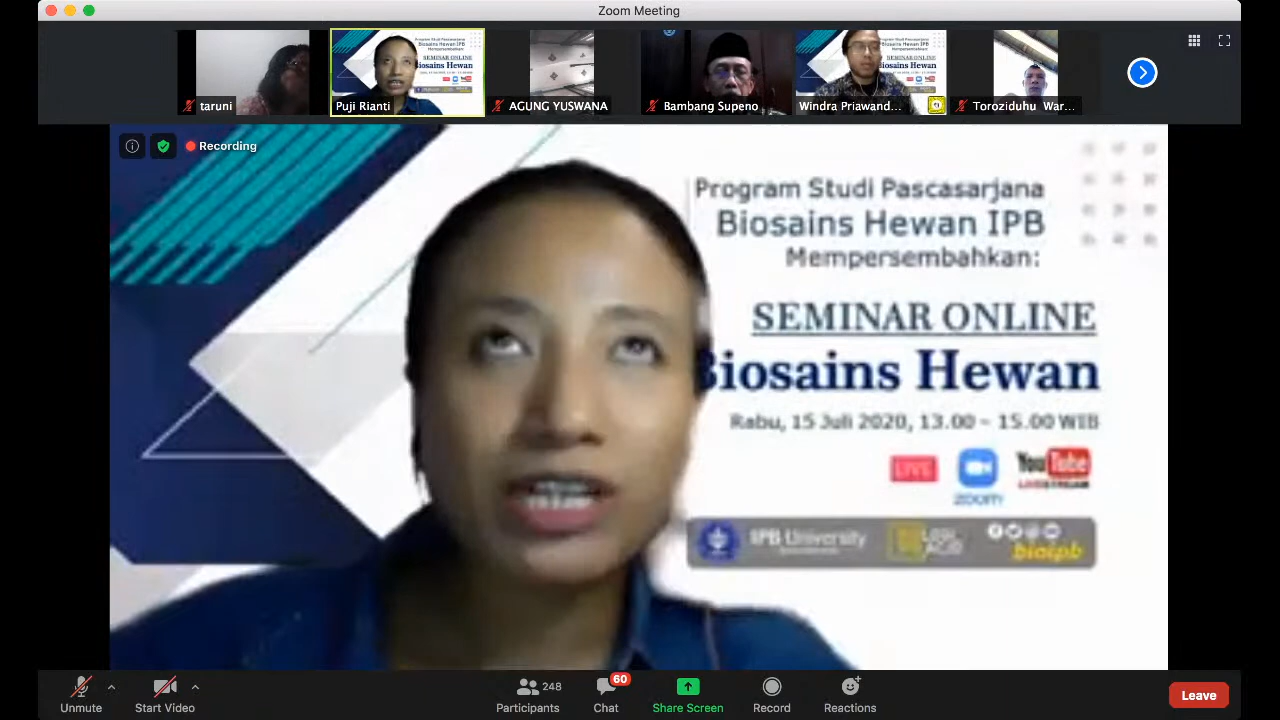 Zoom Meeting
taruni
Puji Rianti
AGUNG YUSWANA
Bambang Supeno
Windra Priawand...
Toroziduhu War...
Recording
Program Studi Pascasarjana
Biosains Hewan IPB
Mempersembahkan:
SEMINAR ONLINE
Biosains Hewan
Rabu, 15 Juli 2020, 13.00 - 15.00 WIB
LIVE
ZOOM
YouTube
LIVESTREAM
IPB University
bioipb
Unmute
Start Video
Participants
248
Chat
60
Share Screen
Record
Reactions
Leave